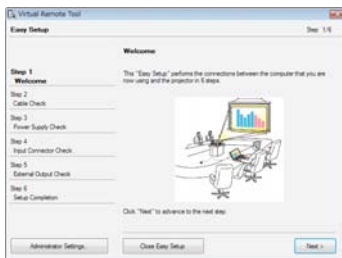 Virtual Remote Tool
Easy Setup
Step 1/6
Welcome
Step 1
Welcome
This "Easy Setup" performs the connections between the computer that you are
now using and the projector in 6 steps.
Step 2
Cable Check
Step 3
Power Supply Check
Step 4
Input Connector Check
Step 5
External Output Check
Step 6
Setup Completion
Click "Next" to advance to the next step.
Administrator Settings...
Close Easy Setup
Next >